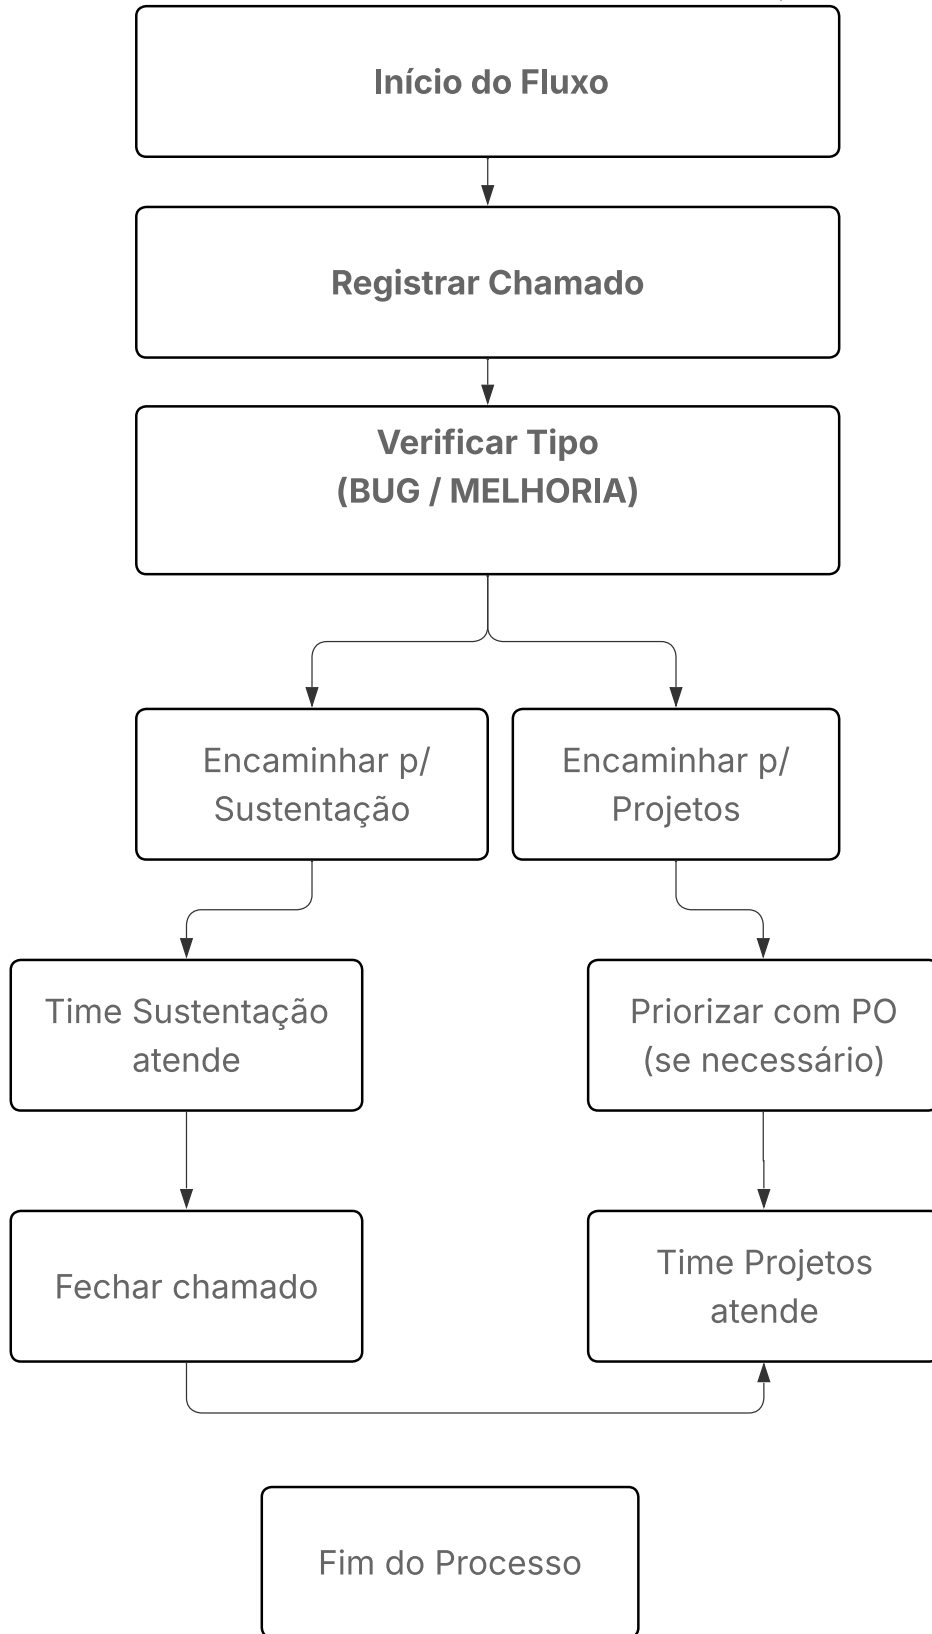 Início do Fluxo
Registrar Chamado
Verificar Tipo
(BUG / MELHORIA)
Encaminhar p/
Sustentação
Encaminhar p/
Projetos
Time Sustentação
atende
Priorizar com PO
(se necessário)
Fechar chamado
Time Projetos
atende
Fim do Processo